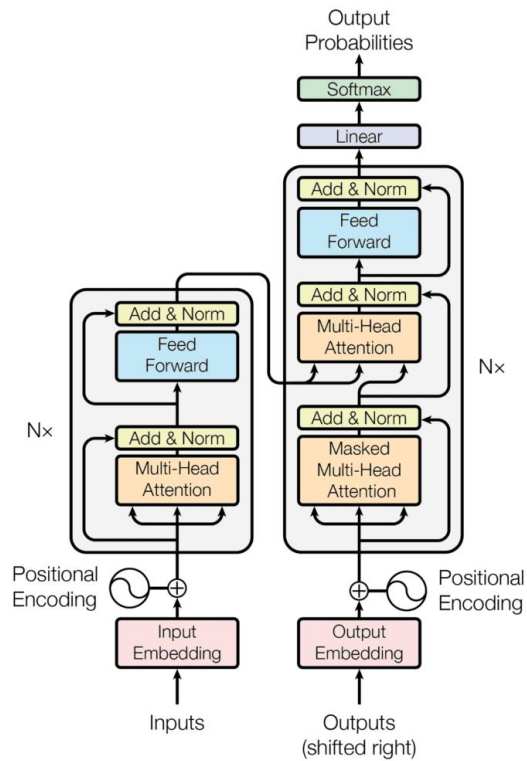 Output
Probabilities
Softmax
Linear
Add & Norm
Feed
Forward
Add & Norm
Multi-Head
Attention
Add & Norm
Masked
Multi-Head
Attention
N×
Add & Norm
Feed
Forward
Add & Norm
Multi-Head
Attention
N×
Positional
Encoding
Positional
Encoding
Input
Embedding
Output
Embedding
Inputs
Outputs
(shifted right)